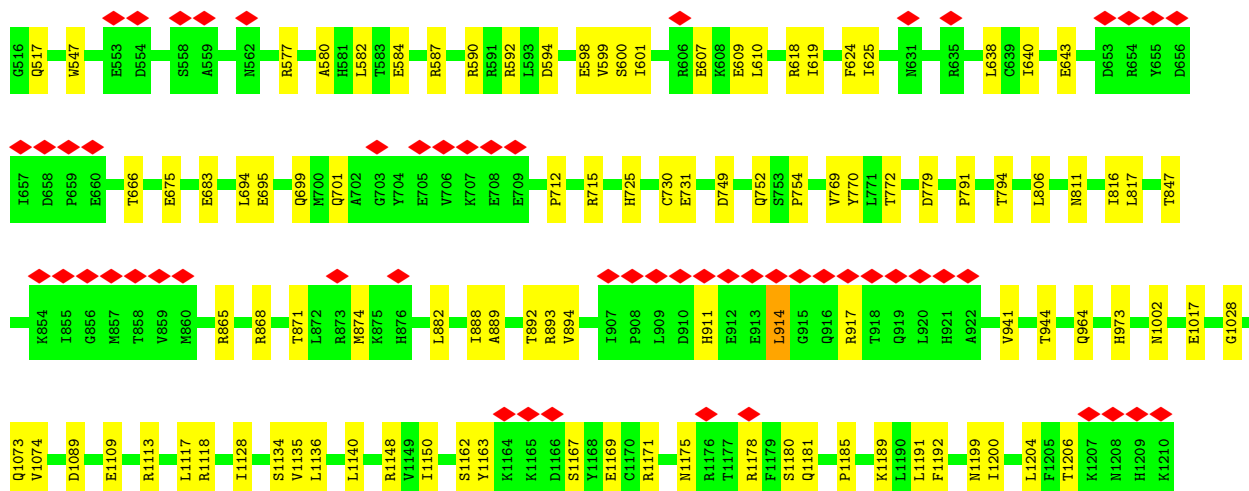 G516 Q517 W547 E553 D554 S558 A559 N562 R577 A580 H581 L582 T583 E584 R587 R590 R591 R592 L593 D594 E598 V599 S600 I601 R606 E607 K608 E609 L610 R618 I619 F624 I625 N631 R635 L638 C639 I640 E643 D653 R654 Y655 D656
I657 D658 P659 E660 T666 E675 E683 L694 E695 Q699 M700 Q701 A702 G703 Y704 E705 V706 K707 E708 E709 P712 R715 H725 C730 E731 D749 Q752 S753 P754 V769 Y770 L771 T772 D779 P791 T794 L806 N811 I816 L817 T847
K854 I855 G856 M857 T858 V859 M860 R865 R868 T871 L872 R873 M874 K875 H876 L882 I888 A889 T892 R893 V894 I907 P908 L909 D910 H911 E912 E913 L914 G915 Q916 R917 T918 Q919 L920 H921 A922 V941 T944 Q964 H973 N1002 E1017 G1028
Q1073 V1074 D1089 E1109 R1113 L1117 R1118 I1128 S1134 V1135 L1136 L1140 R1148 V1149 I1150 S1162 Y1163 K1164 K1165 D1166 S1167 Y1168 E1169 C1170 R1171 N1175 R1176 T1177 R1178 F1179 S1180 Q1181 P1185 K1189 L1190 L1191 F1192 N1199 I1200 L1204 F1205 T1206 K1207 N1208 H1209 K1210